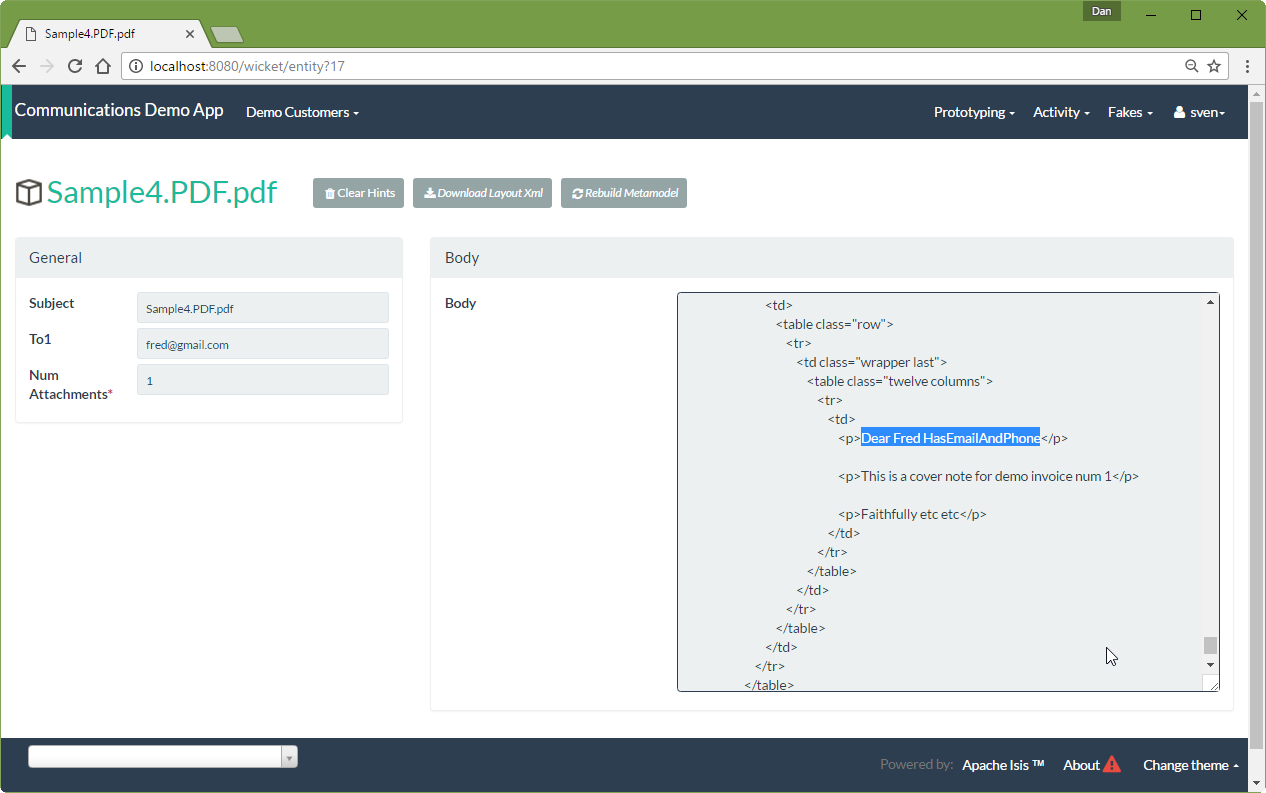 Dan
Sample4.PDF.pdf
localhost:8080/wicket/entity?17
Communications Demo App Demo Customers Prototyping Activity Fakes sven
Sample4.PDF.pdf Clear Hints Download Layout Xml Rebuild Metamodel
General
Subject Sample4.PDF.pdf
To1 fred@gmail.com
Num
Attachments* 1
Body
Body
<td>
<table class="row">
<tr>
<td class="wrapper last">
<table class="twelve columns">
<tr>
<td>
<p>Dear Fred HasEmailAndPhone</p>
<p>This is a cover note for demo invoice num 1</p>
<p>Faithfully etc etc</p>
</td>
</tr>
</table>
</td>
</tr>
</table>
</td>
</tr>
</table>
Powered by: Apache Isis ™ About Change theme